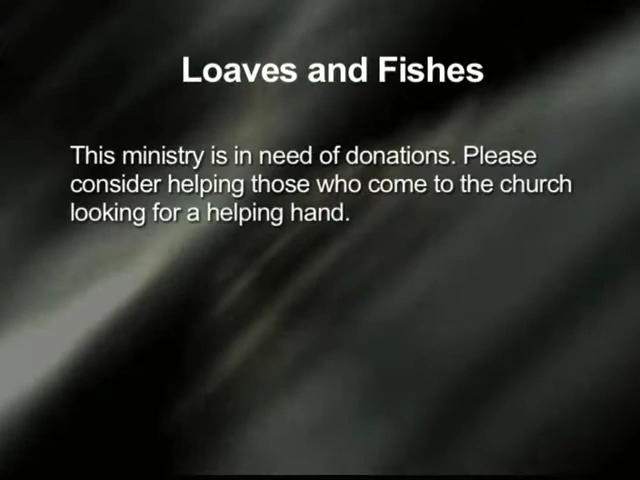 Loaves and Fishes
This ministry is in need of donations. Please
consider helping those who come to the church
looking for a helping hand.